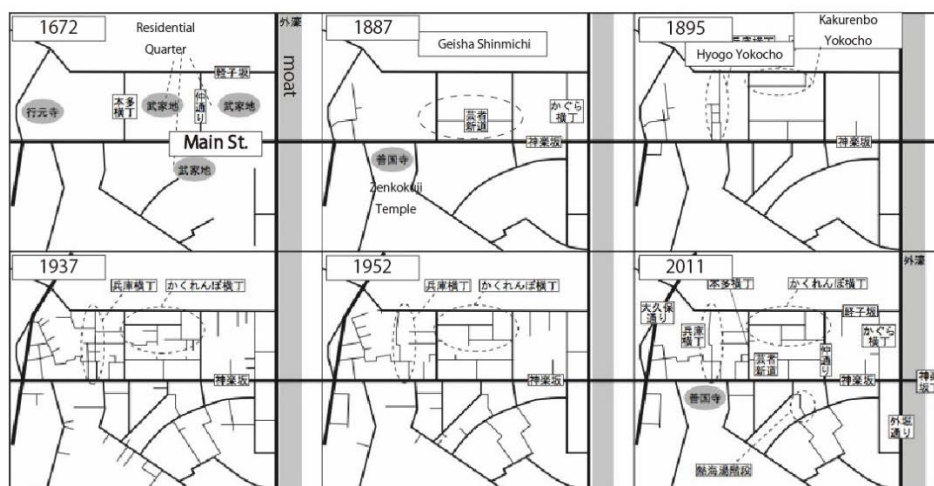 1672
Residential
Quarter
外濠
moat
軽子坂
行元寺
本多
横丁
武家地
仲通り
武家地
Main St.
神楽坂
武家地
1887
Geisha Shinmichi
芸者
新道
かぐら
横丁
神楽坂
善国寺
Zenkokuji
Temple
1895
Kakurenbo
Yokocho
Hyogo Yokocho
神楽坂
1937
兵庫横丁
かくれんぼ横丁
神楽坂
1952
兵庫横丁
かくれんぼ横丁
神楽坂
2011
外濠
本多横丁
かくれんぼ横丁
大久保
通り
兵庫
横丁
軽子坂
かぐら
横丁
芸者
新道
仲通り
神楽坂
善国寺
外堀
通り
熱海湯階段